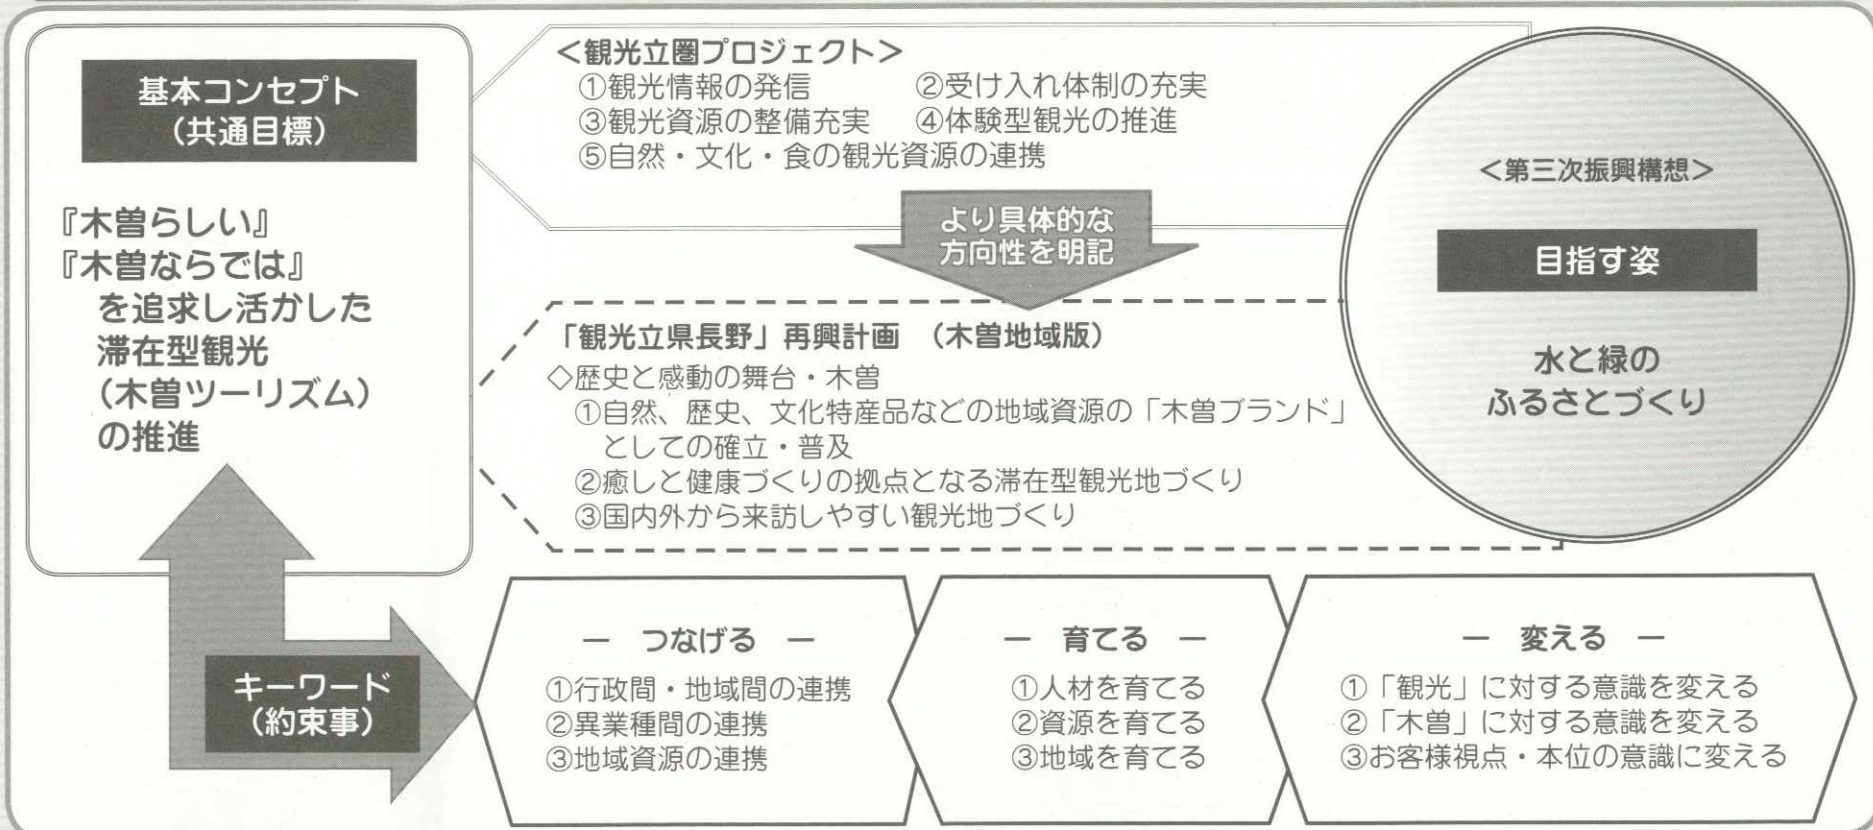 基本コンセプト
(共通目標)
『木曽らしい』
『木曽ならでは』
を追求し活かした
滞在型観光
(木曽ツーリズム)
の推進
<観光立圏プロジェクト>
①観光情報の発信 ②受け入れ体制の充実
③観光資源の整備充実 ④体験型観光の推進
⑤自然・文化・食の観光資源の連携
より具体的な
方向性を明記
「観光立県長野」再興計画 (木曽地域版)
◇歴史と感動の舞台・木曽
①自然、歴史、文化特産品などの地域資源の「木曽ブランド」
としての確立・普及
②癒しと健康づくりの拠点となる滞在型観光地づくり
③国内外から来訪しやすい観光地づくり
<第三次振興構想>
目指す姿
水と緑の
ふるさとづくり
キーワード
(約束事)
― つなげる ―
①行政間・地域間の連携
②異業種間の連携
③地域資源の連携
― 育てる ―
①人材を育てる
②資源を育てる
③地域を育てる
― 変える ―
①「観光」に対する意識を変える
②「木曽」に対する意識を変える
③お客様視点・本位の意識に変える